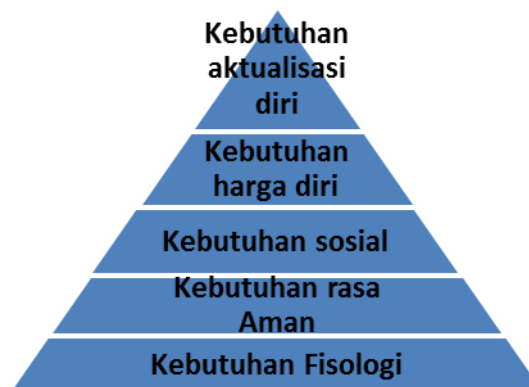 Kebutuhan
aktualisasi
diri
Kebutuhan
harga diri
Kebutuhan sosial
Kebutuhan rasa
Aman
Kebutuhan Fisologi